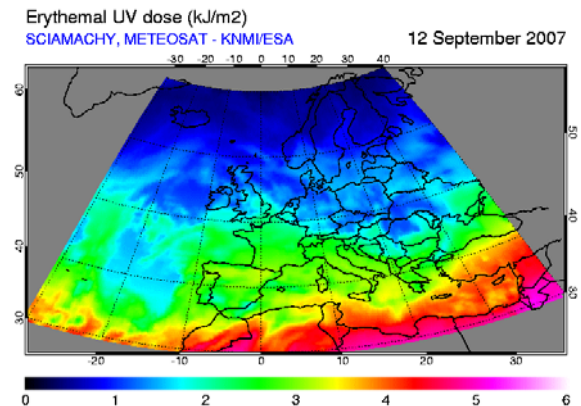 Erythemal UV dose (kJ/m2)
SCIAMACHY, METEOSAT - KNMI/ESA
12 September 2007
-30 -20 -10 0 10 20 30 40
60
50
50
40
40
30
30
-20 -10 0 10 20 30
0 1 2 3 4 5 6